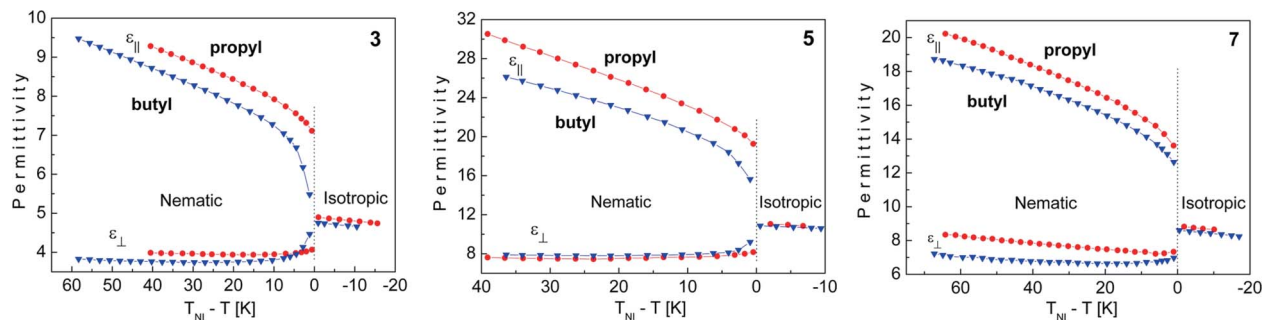 3
10
9
8
7
6
5
4
Permittivity
ε∥
propyl
butyl
Nematic
Isotropic
ε⊥
60 50 40 30 20 10 0 -10 -20
T_NI - T [K]
5
32
28
24
20
16
12
8
Permittivity
propyl
ε∥
butyl
Nematic
Isotropic
ε⊥
40 30 20 10 0 -10
T_NI - T [K]
7
20
18
16
14
12
10
8
6
Permittivity
ε∥
propyl
butyl
Nematic
Isotropic
ε⊥
60 40 20 0 -20
T_NI - T [K]